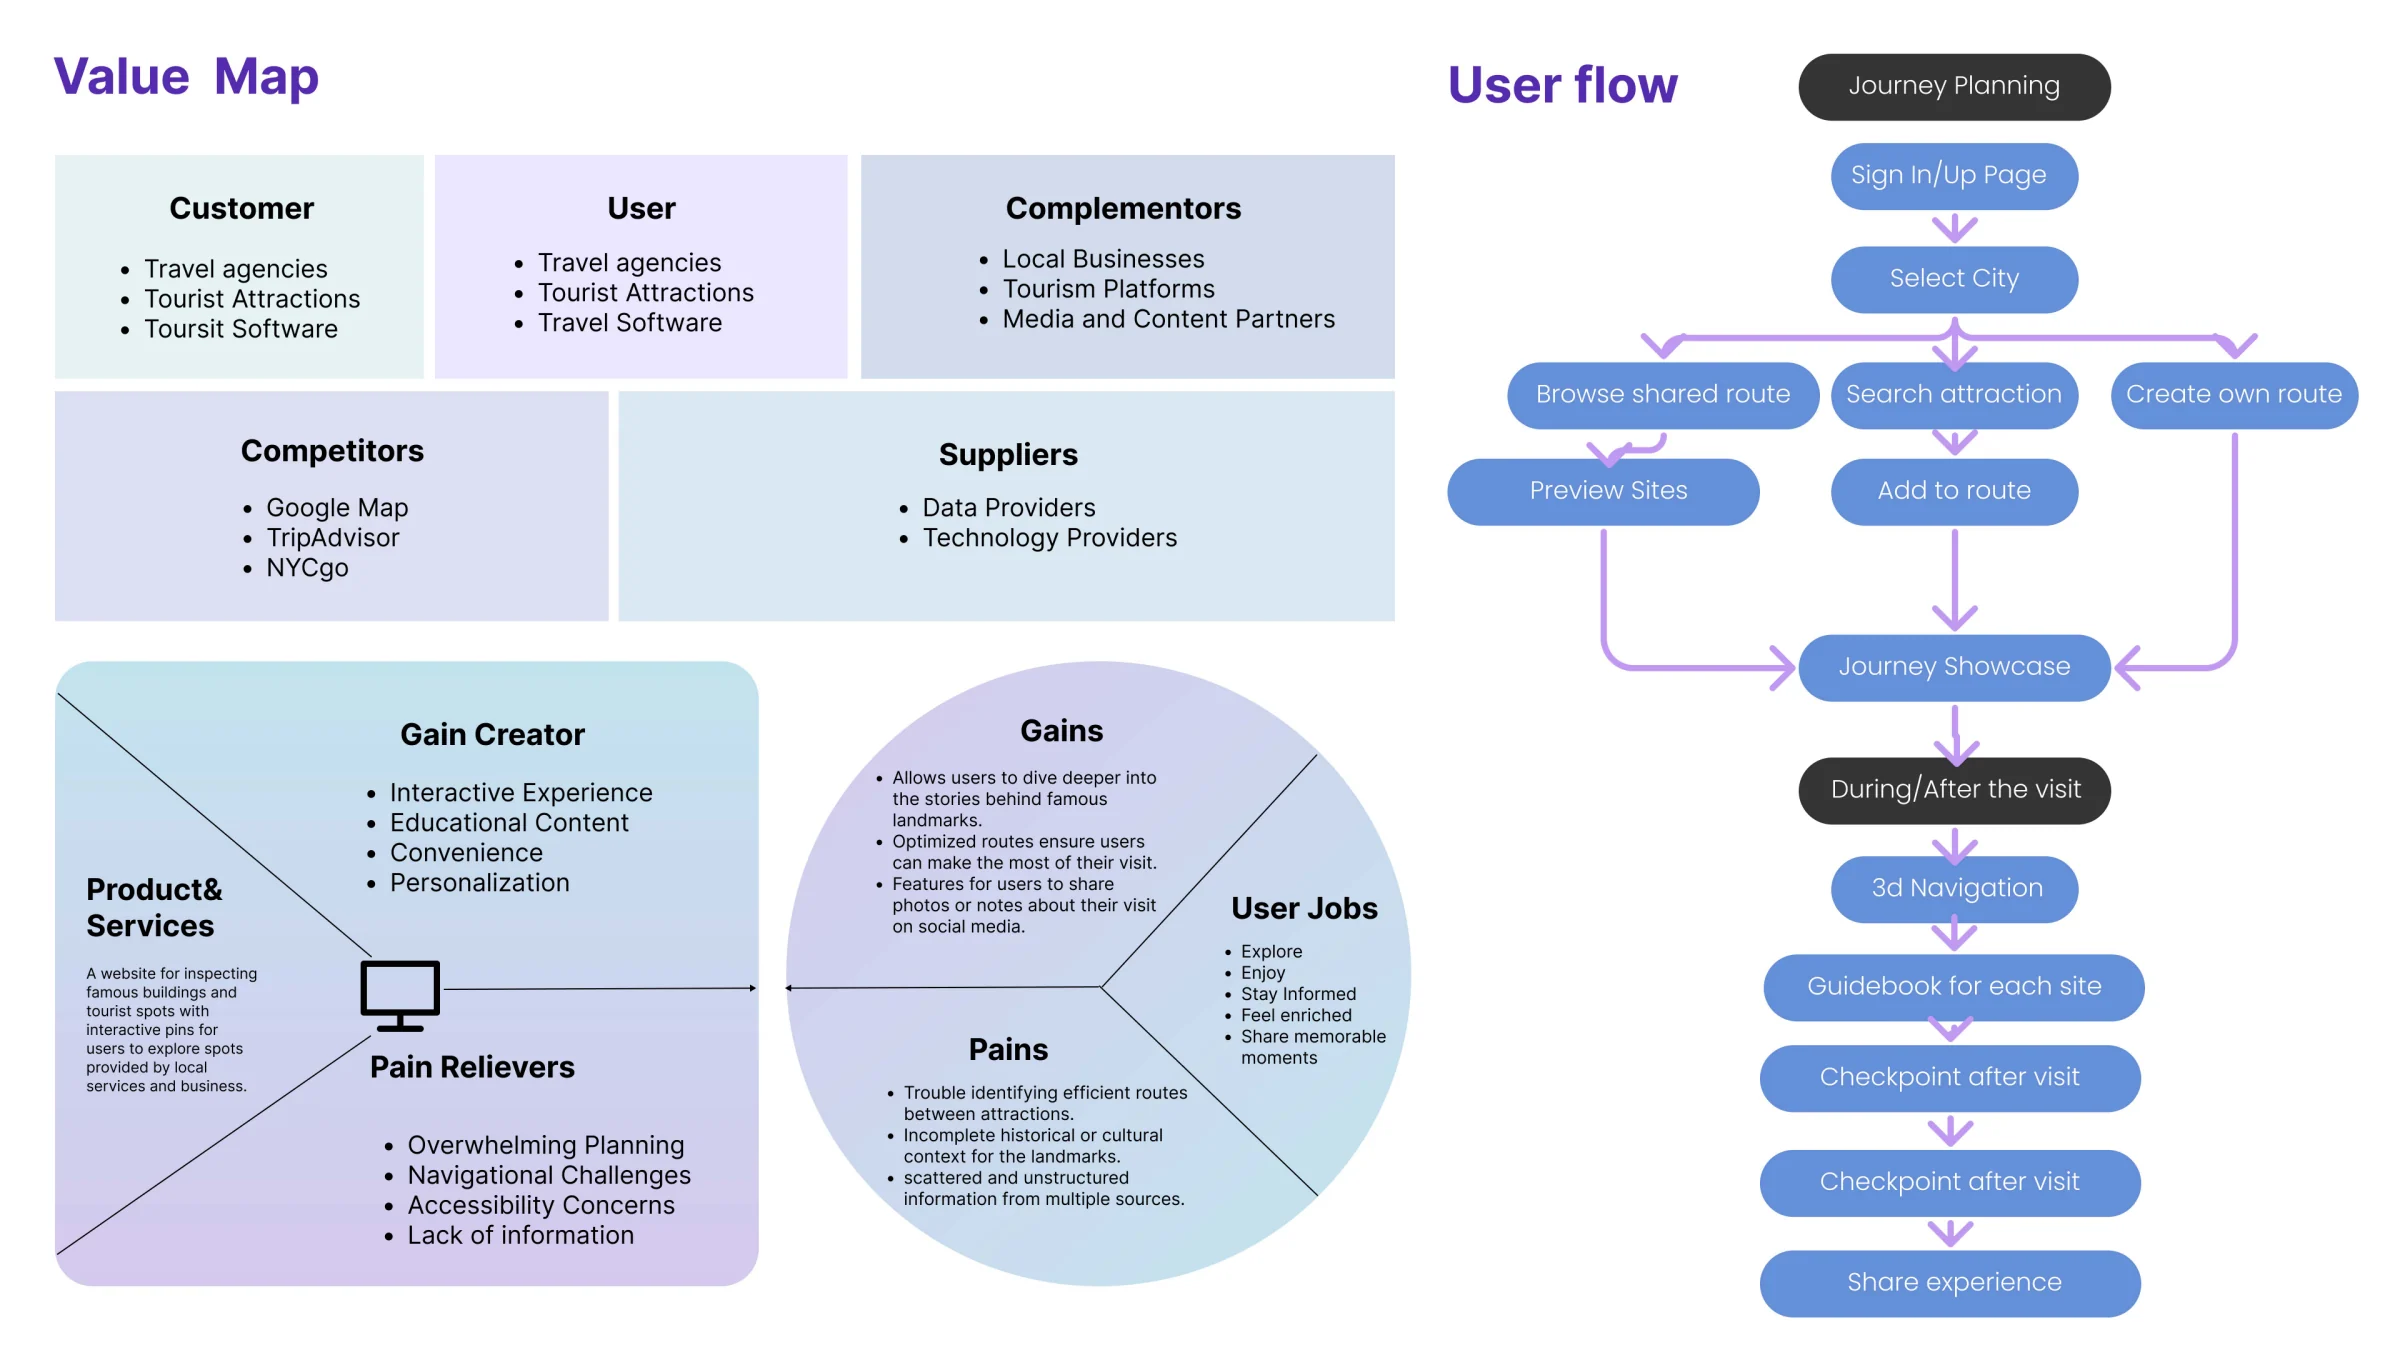 Value Map
Customer
Travel agencies
Tourist Attractions
Toursit Software
User
Travel agencies
Tourist Attractions
Travel Software
Complementors
Local Businesses
Tourism Platforms
Media and Content Partners
Competitors
Google Map
TripAdvisor
NYCgo
Suppliers
Data Providers
Technology Providers
Gain Creator
Interactive Experience
Educational Content
Convenience
Personalization
Product&
Services
A website for inspecting
famous buildings and
tourist spots with
interactive pins for
users to explore spots
provided by local
services and business.
Pain Relievers
Overwhelming Planning
Navigational Challenges
Accessibility Concerns
Lack of information
Gains
Allows users to dive deeper into
the stories behind famous
landmarks.
Optimized routes ensure users
can make the most of their visit.
Features for users to share
photos or notes about their visit
on social media.
User Jobs
Explore
Enjoy
Stay Informed
Feel enriched
Share memorable
moments
Pains
Trouble identifying efficient routes
between attractions.
Incomplete historical or cultural
context for the landmarks.
scattered and unstructured
information from multiple sources.
User flow
Journey Planning
Sign In/Up Page
Select City
Browse shared route
Search attraction
Create own route
Preview Sites
Add to route
Journey Showcase
During/After the visit
3d Navigation
Guidebook for each site
Checkpoint after visit
Checkpoint after visit
Share experience